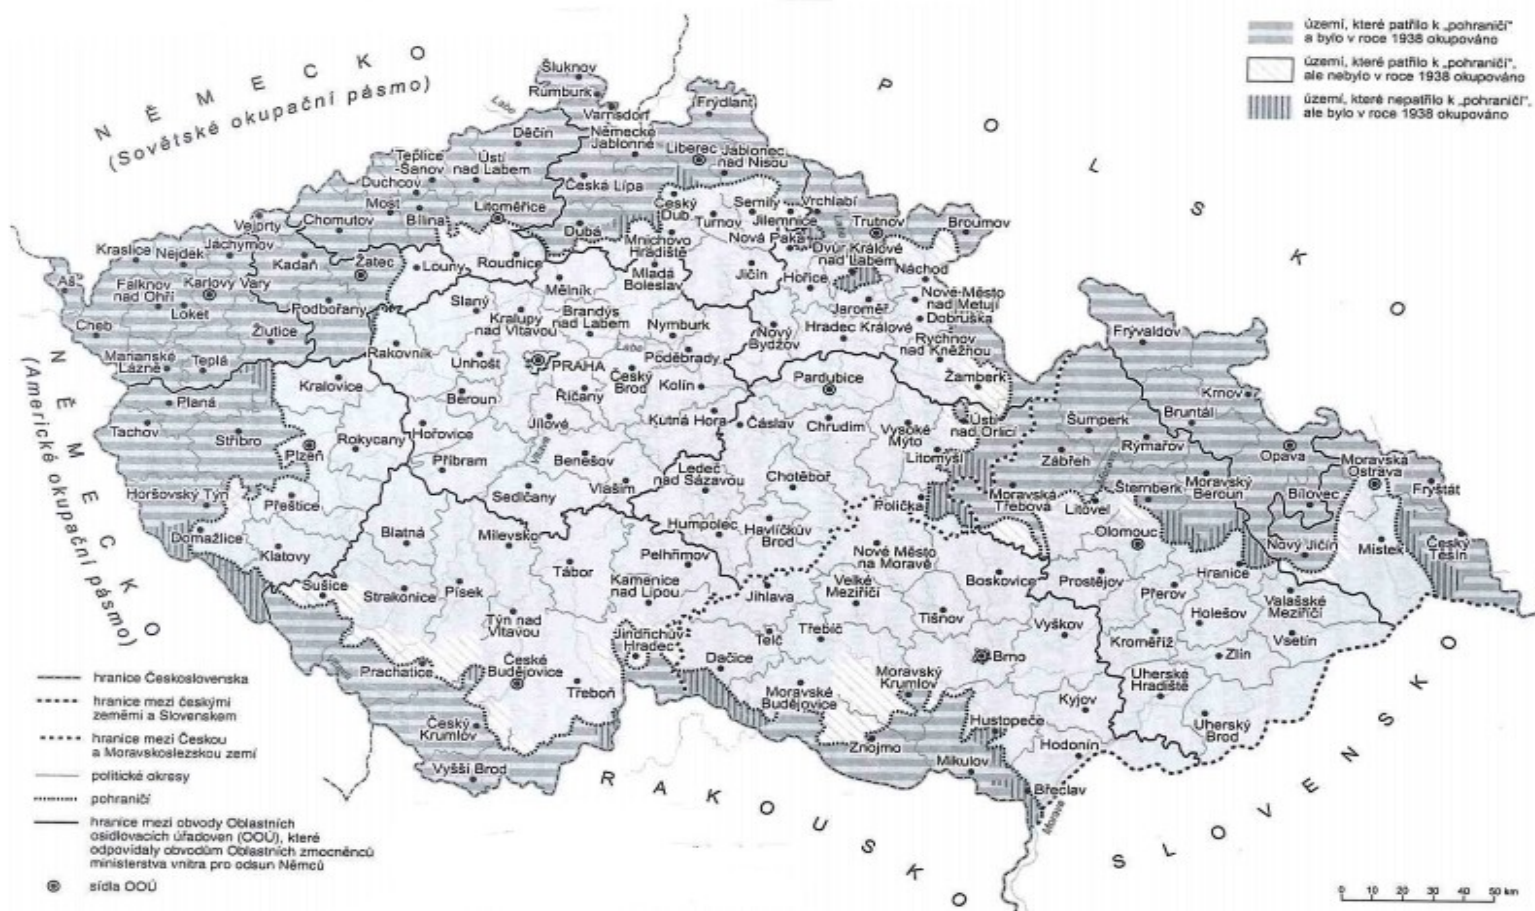 území, které patřilo k „pohraničí"
a bylo v roce 1938 okupováno
území, které patřilo k „pohraničí",
ale nebylo v roce 1938 okupováno
území, které nepatřilo k „pohraničí",
ale bylo v roce 1938 okupováno
NĚMECKO
(Sovětské okupační pásmo)
POLSKO
Šluknov
Rumburk
Labe
Varnsdorf
Frýdlant
Děčín
Německé
Jablonné
Liberec
Jablonec
nad Nisou
Teplice
-Šanov
Ústí
nad Labem
Duchcov
Česká Lípa
Most
Bílina
Litoměřice
Český
Dub
Semily
Vrchlabí
Turnov
Jilemnice
Trutnov
Broumov
Vejprty
Chomutov
Dubá
Mnichovo
Hradiště
Nová Paka
Labe
Dvůr Králové
nad Labem
Kraslice
Nejdek
Jáchymov
Kadaň
Žatec
Louny
Roudnice
Mladá
Boleslav
Jičín
Hořice
Náchod
Aš
Falknov
nad Ohří
Karlovy Vary
Loket
Podbořany
Mělník
Slaný
Kralupy
nad Vltavou
Brandýs
nad Labem
Nymburk
Jaroměř
Nové Město
nad Metují
Dobruška
Cheb
Žlutice
Rakovník
Unhošť
PRAHA
Labe
Poděbrady
Nový
Bydžov
Hradec Králové
Rychnov
nad Kněžnou
Frývaldov
Marianské
Lázně
Teplá
Kralovice
Beroun
Říčany
Český
Brod
Kolín
Pardubice
Žamberk
Krnov
NĚMECKO
(Americké okupační pásmo)
Planá
Tachov
Stříbro
Plzeň
Rokycany
Hořovice
Jílové
Vltava
Kutná Hora
Čáslav
Chrudim
Vysoké
Mýto
Ústí
nad Orlicí
Šumperk
Bruntál
Rýmařov
Opava
Příbram
Benešov
Ledeč
nad Sázavou
Litomyšl
Zábřeh
Morava
Moravská
Ostrava
Horšovský Týn
Přeštice
Sedlčany
Vlašim
Chotěboř
Polička
Moravská
Třebová
Šternberk
Moravský
Beroun
Bílovec
Fryštát
Domažlice
Klatovy
Blatná
Milevsko
Humpolec
Havlíčkův
Brod
Litovel
Olomouc
Nový Jičín
Místek
Český
Těšín
Sušice
Strakonice
Písek
Tábor
Pelhřimov
Kamenice
nad Lipou
Jihlava
Nové Město
na Moravě
Velké
Meziříčí
Boskovice
Prostějov
Přerov
Hranice
Valašské
Meziříčí
Týn nad
Vltavou
Jindřichův
Hradec
Telč
Třebíč
Tišnov
Vyškov
Kroměříž
Holešov
Vsetín
Zlín
Prachatice
České
Budějovice
Třeboň
Dačice
Moravské
Budějovice
Moravský
Krumlov
Brno
Kyjov
Uherské
Hradiště
Uherský
Brod
Český
Krumlov
Vyšší Brod
Znojmo
Hustopeče
Mikulov
Hodonín
Břeclav
Morava
RAKOUSKO
SLOVENSKO
hranice Československa
hranice mezi českými
zeměmi a Slovenskem
hranice mezi Českou
a Moravskoslezskou zemí
politické okresy
pohraničí
hranice mezi obvody Oblastních
osidlovacích úřadoven (OOÚ), které
odpovídaly obvodům Oblastních zmocněnců
ministerstva vnitra pro odsun Němců
sídla OOÚ
0 10 20 30 40 50 km